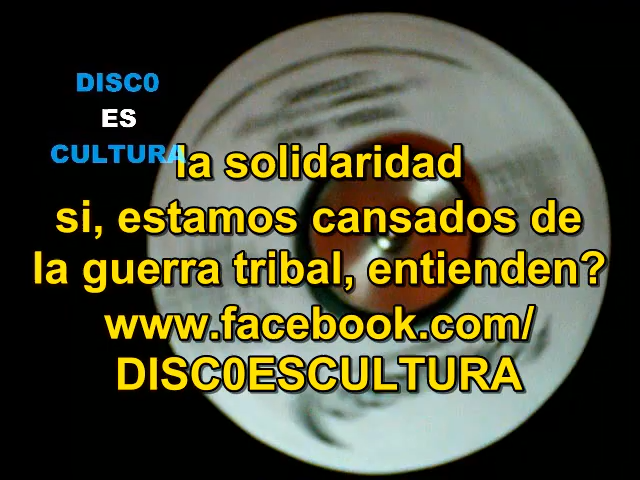 DISC0
ES
CULTURA
la solidaridad
si, estamos cansados de
la guerra tribal, entienden?
www.facebook.com/
DISC0ESCULTURA